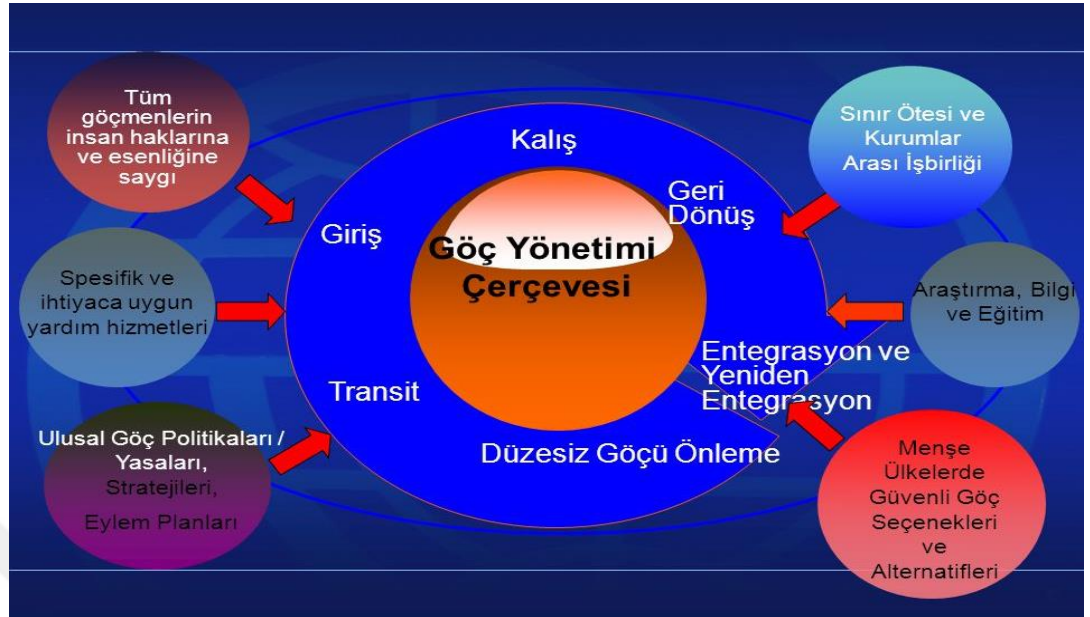 Tüm
göçmenlerin
insan haklarına
ve esenliğine
saygı
Spesifik ve
ihtiyaca uygun
yardım hizmetleri
Ulusal Göç Politikaları /
Yasaları,
Stratejileri,
Eylem Planları
Kalış
Giriş
Geri
Dönüş
Göç Yönetimi
Çerçevesi
Transit
Entegrasyon ve
Yeniden
Entegrasyon
Düzesiz Göçü Önleme
Sınır Ötesi ve
Kurumlar
Arası İşbirliği
Araştırma, Bilgi
ve Eğitim
Menşe
Ülkelerde
Güvenli Göç
Seçenekleri
ve
Alternatifleri